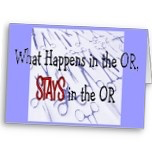 What Happens in the OR,
STAYS in the OR